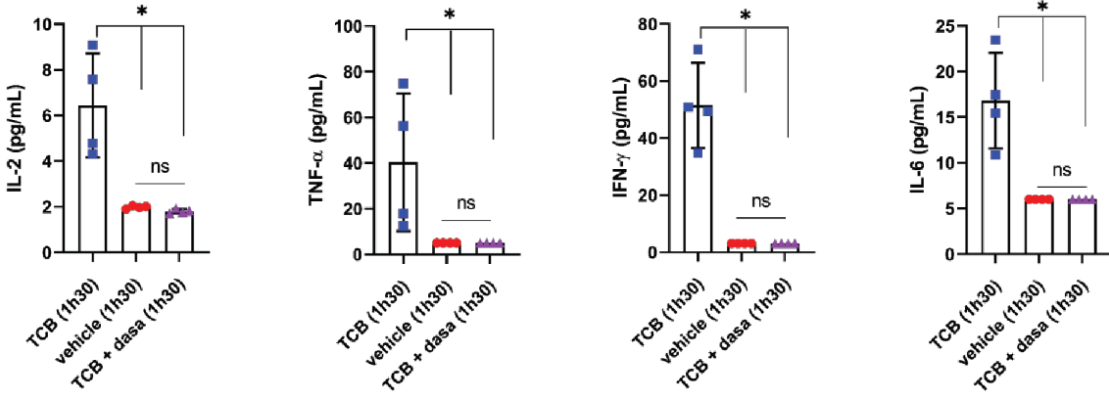 *
10
8
6
4
2
0
IL-2 (pg/mL)
ns
TCB (1h30)
vehicle (1h30)
TCB + dasa (1h30)
*
100
80
60
40
20
0
TNF-α (pg/mL)
ns
TCB (1h30)
vehicle (1h30)
TCB + dasa (1h30)
*
80
60
40
20
0
IFN-γ (pg/mL)
ns
TCB (1h30)
vehicle (1h30)
TCB + dasa (1h30)
*
25
20
15
10
5
0
IL-6 (pg/mL)
ns
TCB (1h30)
vehicle (1h30)
TCB + dasa (1h30)